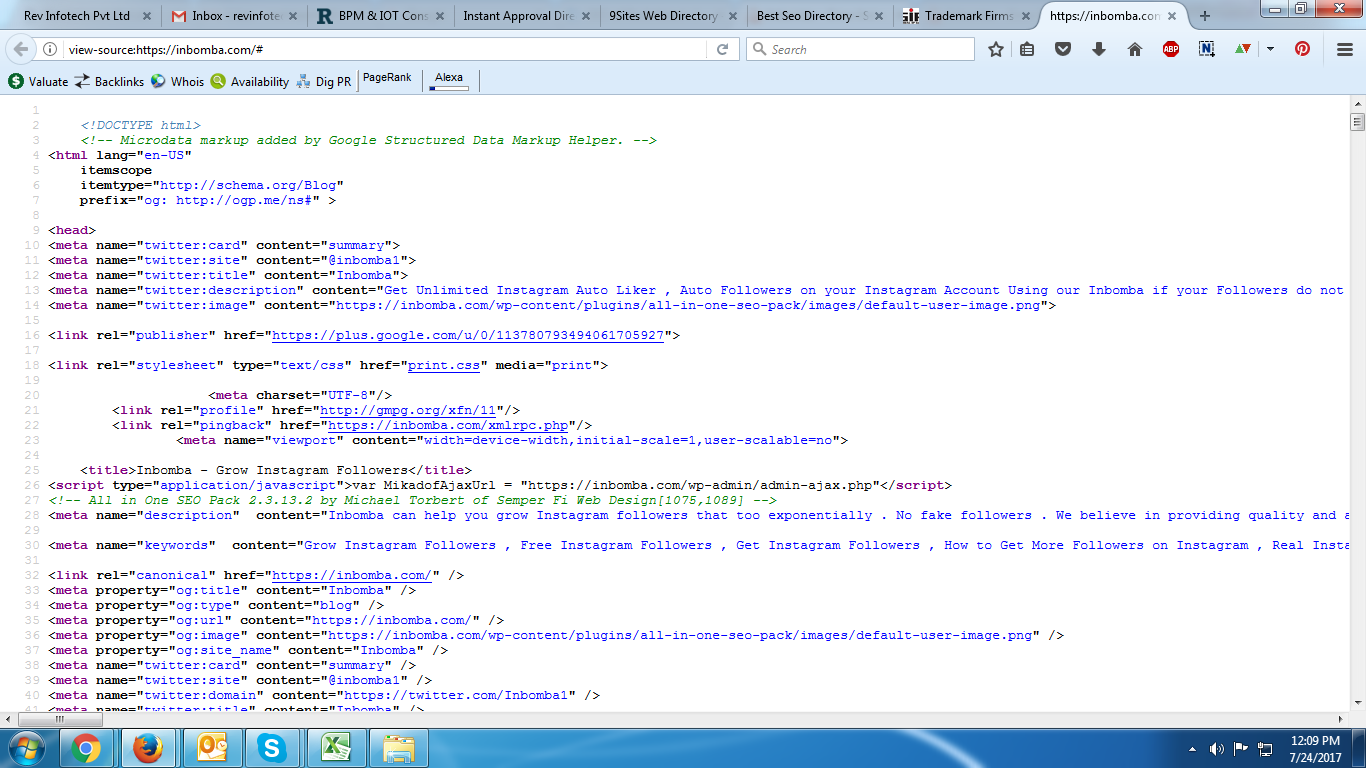 Rev Infotech Pvt Ltd
Inbox - revinfote
BPM & IOT Cons
Instant Approval Dire
9Sites Web Directory
Best Seo Directory - S
Trademark Firms
https://inbomba.com
view-source:https://inbomba.com/#
Search
ABP
Valuate Backlinks Whois Availability Dig PR PageRank Alexa
1
2 <!DOCTYPE html>
3 <!-- Microdata markup added by Google Structured Data Markup Helper. -->
4 <html lang="en-US"
5 itemscope
6 itemtype="http://schema.org/Blog"
7 prefix="og: http://ogp.me/ns#" >
8
9 <head>
10 <meta name="twitter:card" content="summary">
11 <meta name="twitter:site" content="@inbomba1">
12 <meta name="twitter:title" content="Inbomba">
13 <meta name="twitter:description" content="Get Unlimited Instagram Auto Liker , Auto Followers on your Instagram Account Using our Inbomba if your Followers do not
14 <meta name="twitter:image" content="https://inbomba.com/wp-content/plugins/all-in-one-seo-pack/images/default-user-image.png">
15
16 <link rel="publisher" href="https://plus.google.com/u/0/113780793494061705927">
17
18 <link rel="stylesheet" type="text/css" href="print.css" media="print">
19
20 <meta charset="UTF-8"/>
21 <link rel="profile" href="http://gmpg.org/xfn/11"/>
22 <link rel="pingback" href="https://inbomba.com/xmlrpc.php"/>
23 <meta name="viewport" content="width=device-width,initial-scale=1,user-scalable=no">
24
25 <title>Inbomba - Grow Instagram Followers</title>
26 <script type="application/javascript">var MikadofAjaxUrl = "https://inbomba.com/wp-admin/admin-ajax.php"</script>
27 <!-- All in One SEO Pack 2.3.13.2 by Michael Torbert of Semper Fi Web Design[1075,1089] -->
28 <meta name="description" content="Inbomba can help you grow Instagram followers that too exponentially . No fake followers . We believe in providing quality and a
29
30 <meta name="keywords" content="Grow Instagram Followers , Free Instagram Followers , Get Instagram Followers , How to Get More Followers on Instagram , Real Insta
31
32 <link rel="canonical" href="https://inbomba.com/" />
33 <meta property="og:title" content="Inbomba" />
34 <meta property="og:type" content="blog" />
35 <meta property="og:url" content="https://inbomba.com/" />
36 <meta property="og:image" content="https://inbomba.com/wp-content/plugins/all-in-one-seo-pack/images/default-user-image.png" />
37 <meta property="og:site_name" content="Inbomba" />
38 <meta name="twitter:card" content="summary" />
39 <meta name="twitter:site" content="@inbomba1" />
40 <meta name="twitter:domain" content="https://twitter.com/Inbomba1" />
41 <meta name="twitter:title" content="Inbomba" />
12:09 PM
7/24/2017